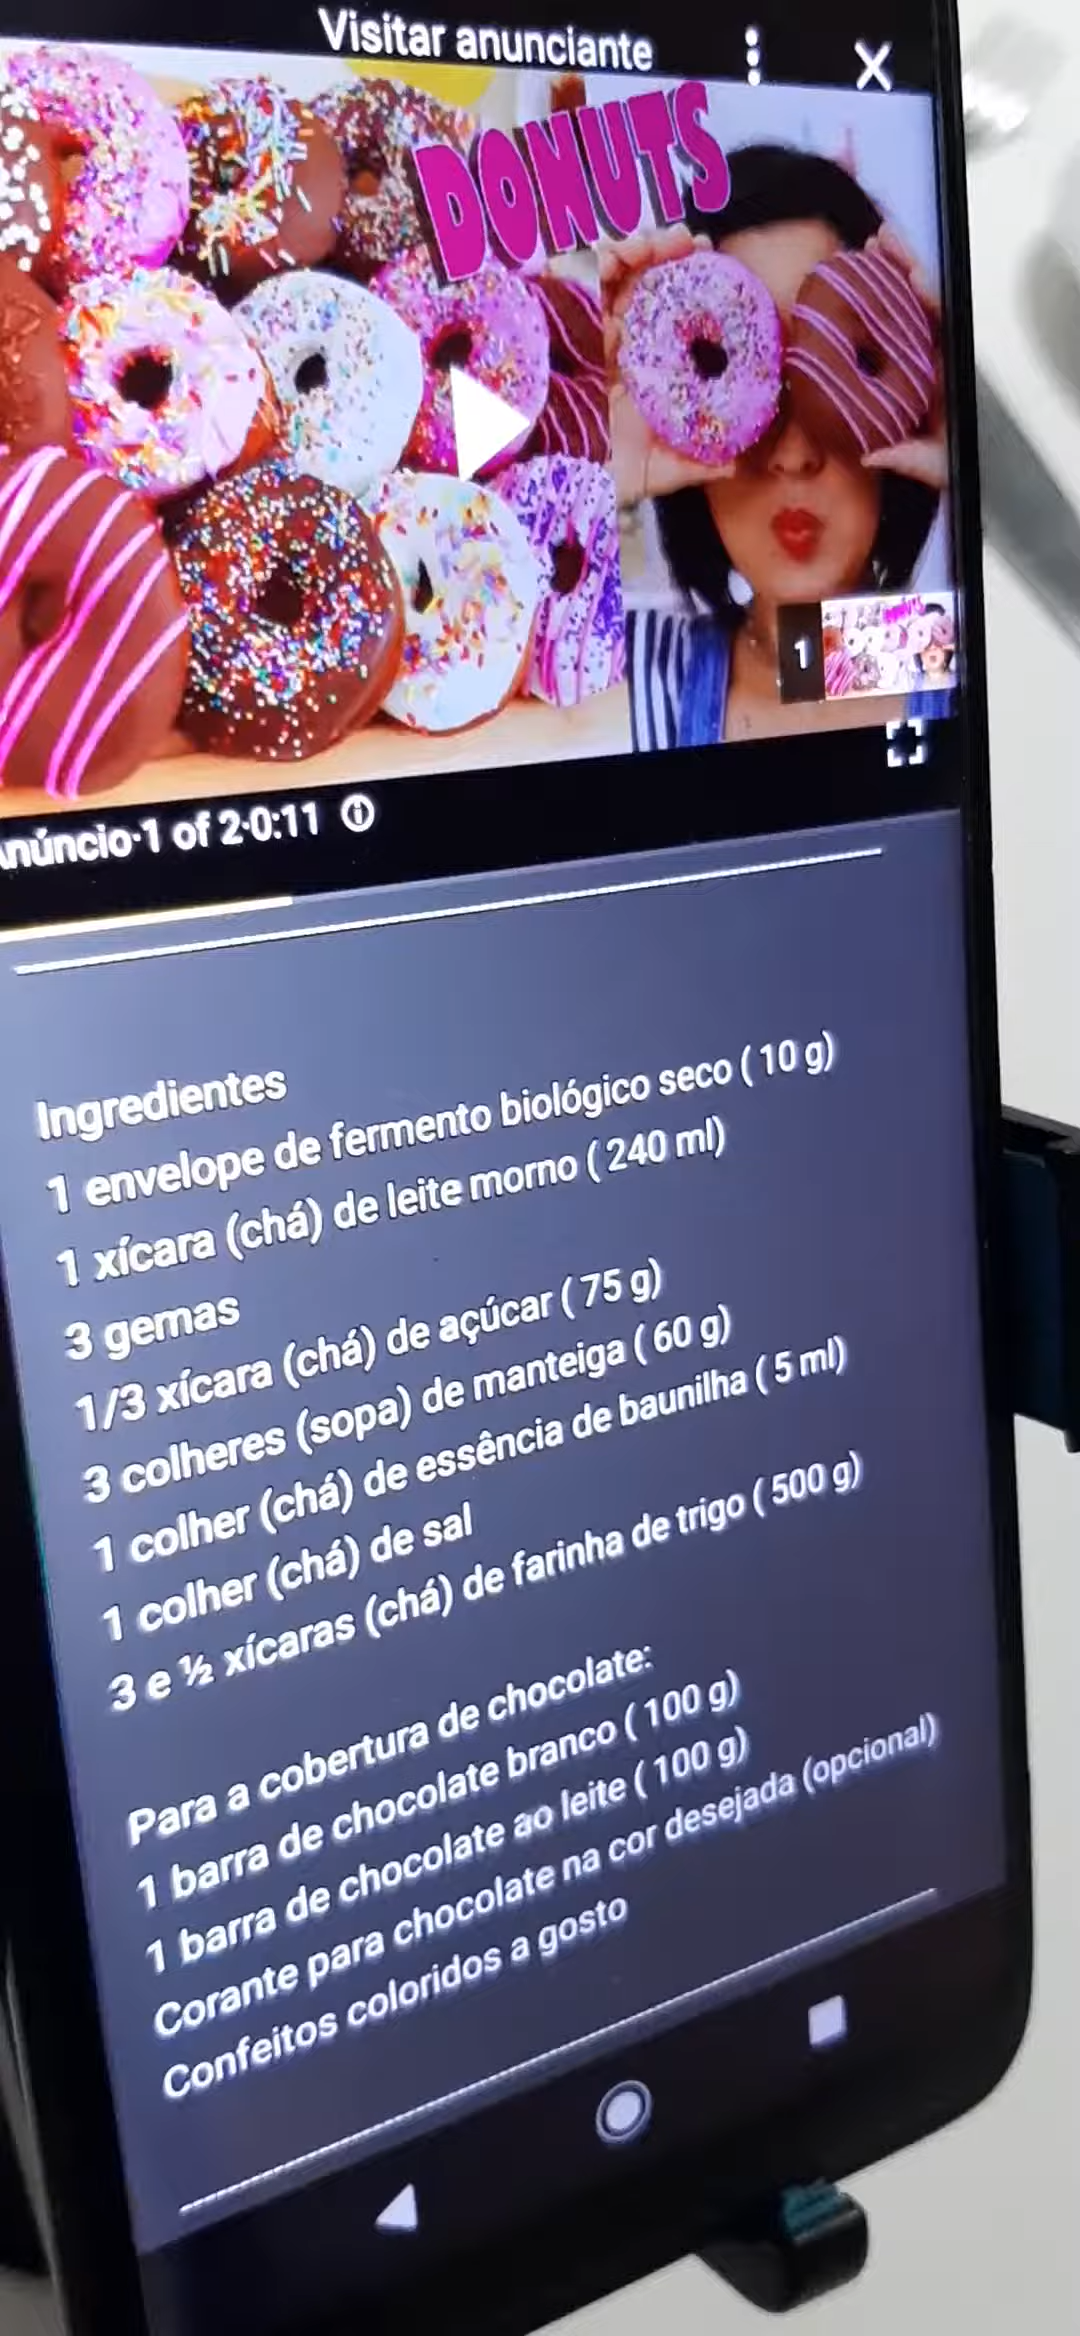 Visitar anunciante
DONUTS
1
Anúncio·1 of 2·0:11
Ingredientes
1 envelope de fermento biológico seco ( 10 g)
1 xícara (chá) de leite morno ( 240 ml)
3 gemas
1/3 xícara (chá) de açúcar ( 75 g)
3 colheres (sopa) de manteiga ( 60 g)
1 colher (chá) de essência de baunilha ( 5 ml)
1 colher (chá) de sal
3 e ½ xícaras (chá) de farinha de trigo ( 500 g)
Para a cobertura de chocolate:
1 barra de chocolate branco ( 100 g)
1 barra de chocolate ao leite ( 100 g)
Corante para chocolate na cor desejada (opcional)
Confeitos coloridos a gosto